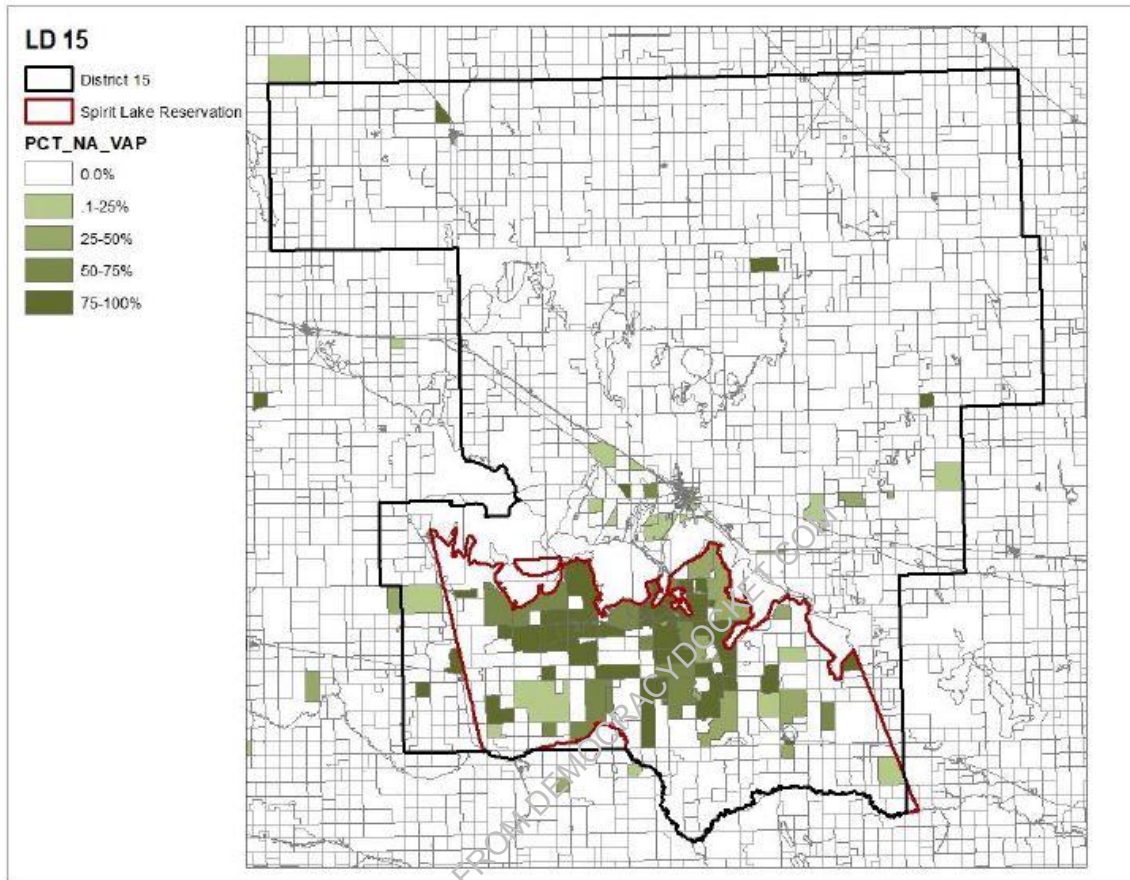 LD 15
District 15
Spirit Lake Reservation
PCT_NA_VAP
0.0%
.1-25%
25-50%
50-75%
75-100%
FROM DEMOCRACYDOCKET.COM